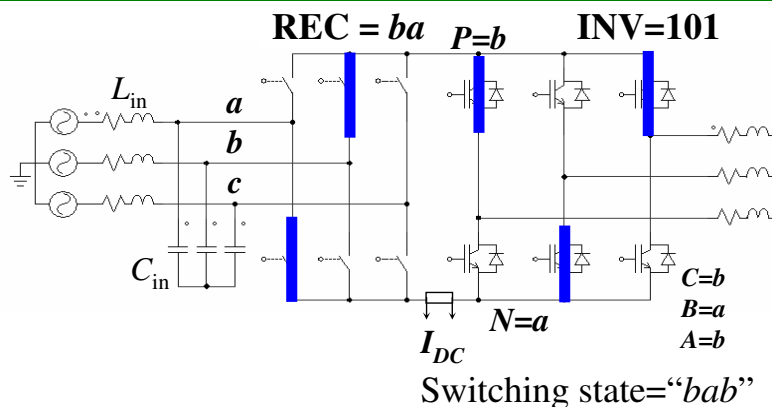 REC = ba
P=b
INV=101
L_in
a
b
c
C_in
I_DC
N=a
C=b
B=a
A=b
Switching state=“bab”